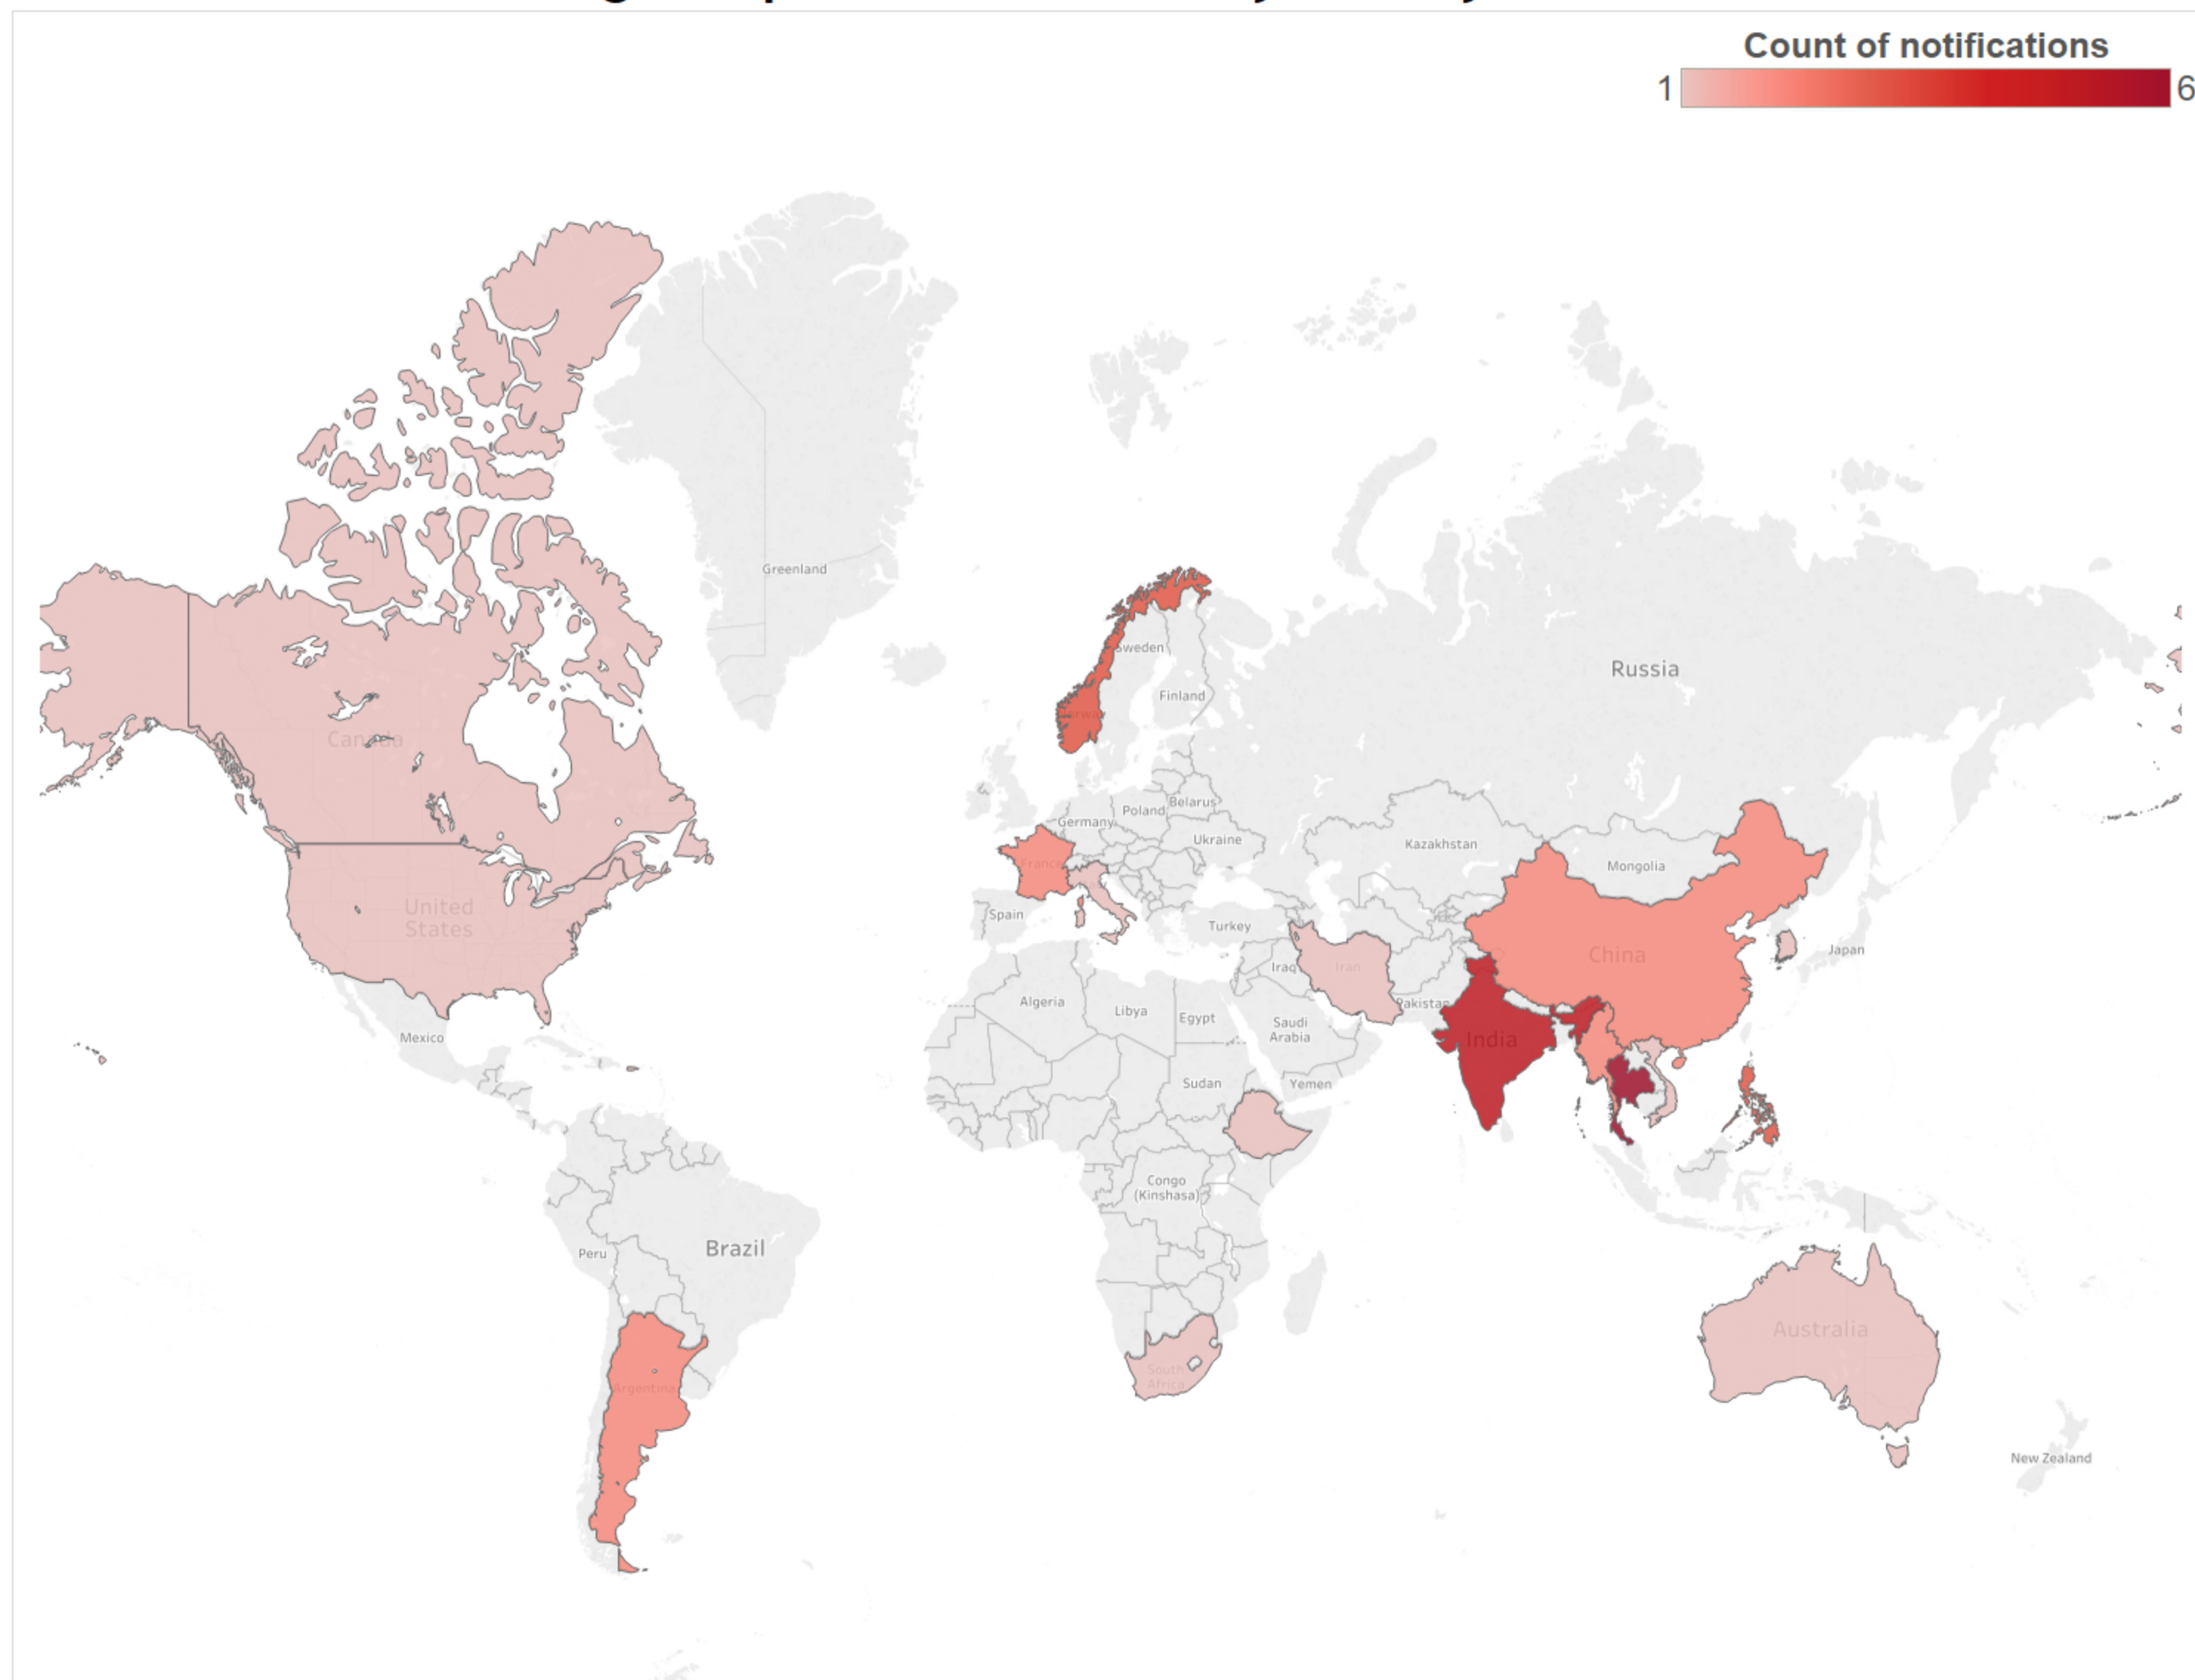 Count of notifications
1
6
Greenland
Sweden
Finland
Russia
Canada
Poland
Belarus
Germany
Ukraine
France
Kazakhstan
Mongolia
United
States
Spain
Turkey
China
Japan
Iraq
Iran
Algeria
Libya
Egypt
Pakistan
Saudi
Arabia
India
Mexico
Sudan
Yemen
Congo
(Kinshasa)
Peru
Brazil
Australia
South
Africa
Argentina
New Zealand